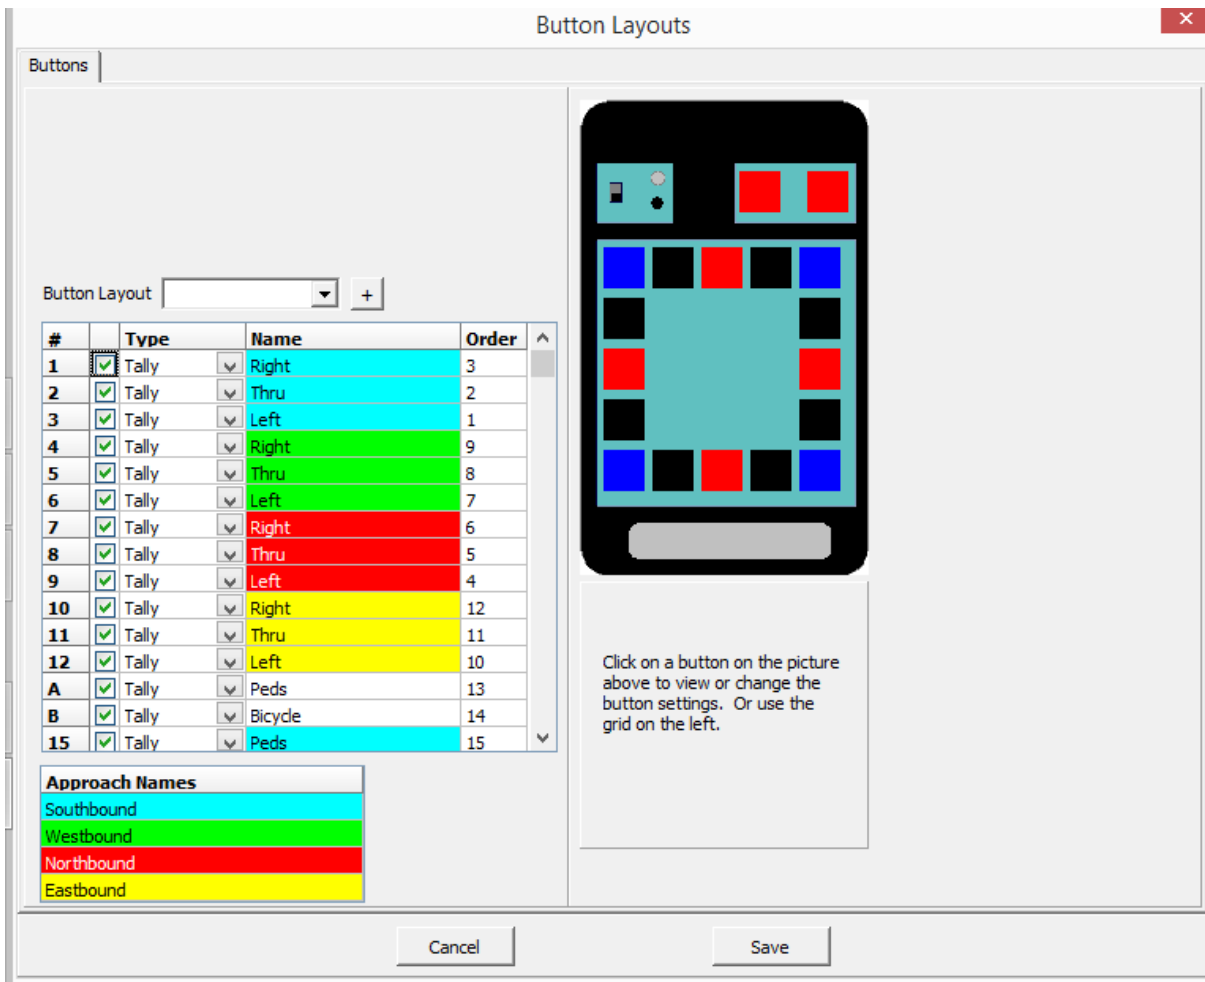 Button Layouts
Buttons
Button Layout
+
# Type Name Order
1 Tally Right 3
2 Tally Thru 2
3 Tally Left 1
4 Tally Right 9
5 Tally Thru 8
6 Tally Left 7
7 Tally Right 6
8 Tally Thru 5
9 Tally Left 4
10 Tally Right 12
11 Tally Thru 11
12 Tally Left 10
A Tally Peds 13
B Tally Bicycle 14
15 Tally Peds 15
Approach Names
Southbound
Westbound
Northbound
Eastbound
Click on a button on the picture
above to view or change the
button settings. Or use the
grid on the left.
Cancel Save